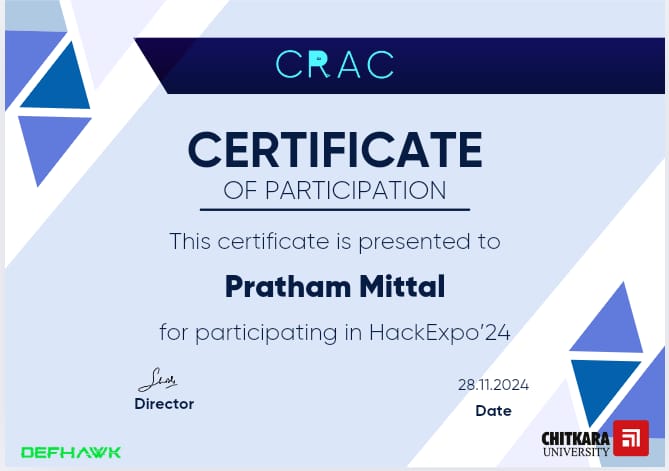 CRAC
CERTIFICATE
OF PARTICIPATION
This certificate is presented to
Pratham Mittal
for participating in HackExpo'24
28.11.2024
Director
Date
DEFHAWK
CHITKARA
UNIVERSITY